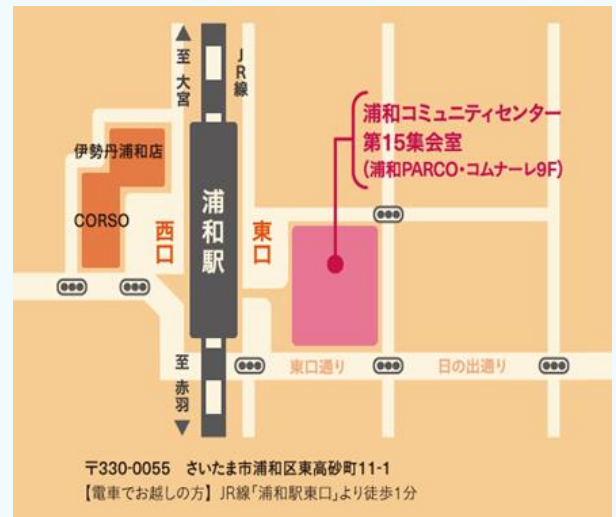 至大宮
JR線
浦和コミュニティセンター
第15集会室
(浦和PARCO・コムナーレ9F)
伊勢丹浦和店
CORSO
西口
浦和駅
東口
至赤羽
東口通り
日の出通り
〒330-0055 さいたま市浦和区東高砂町11-1
【電車でお越しの方】JR線「浦和駅東口」より徒歩1分